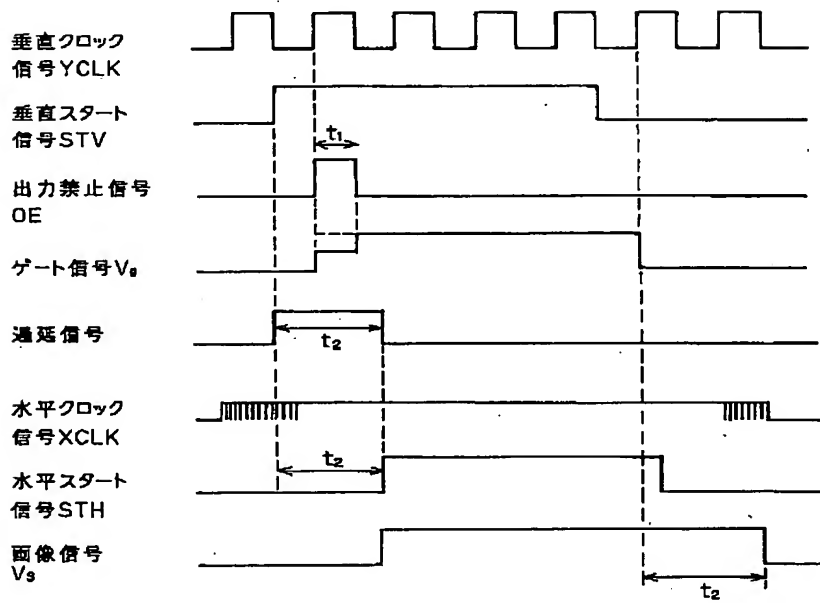 垂直クロック
信号YCLK
垂直スタート
信号STV
t₁
出力禁止信号
OE
ゲート信号Vg
遅延信号
t₂
水平クロック
信号XCLK
t₂
水平スタート
信号STH
画像信号
Vs
t₂